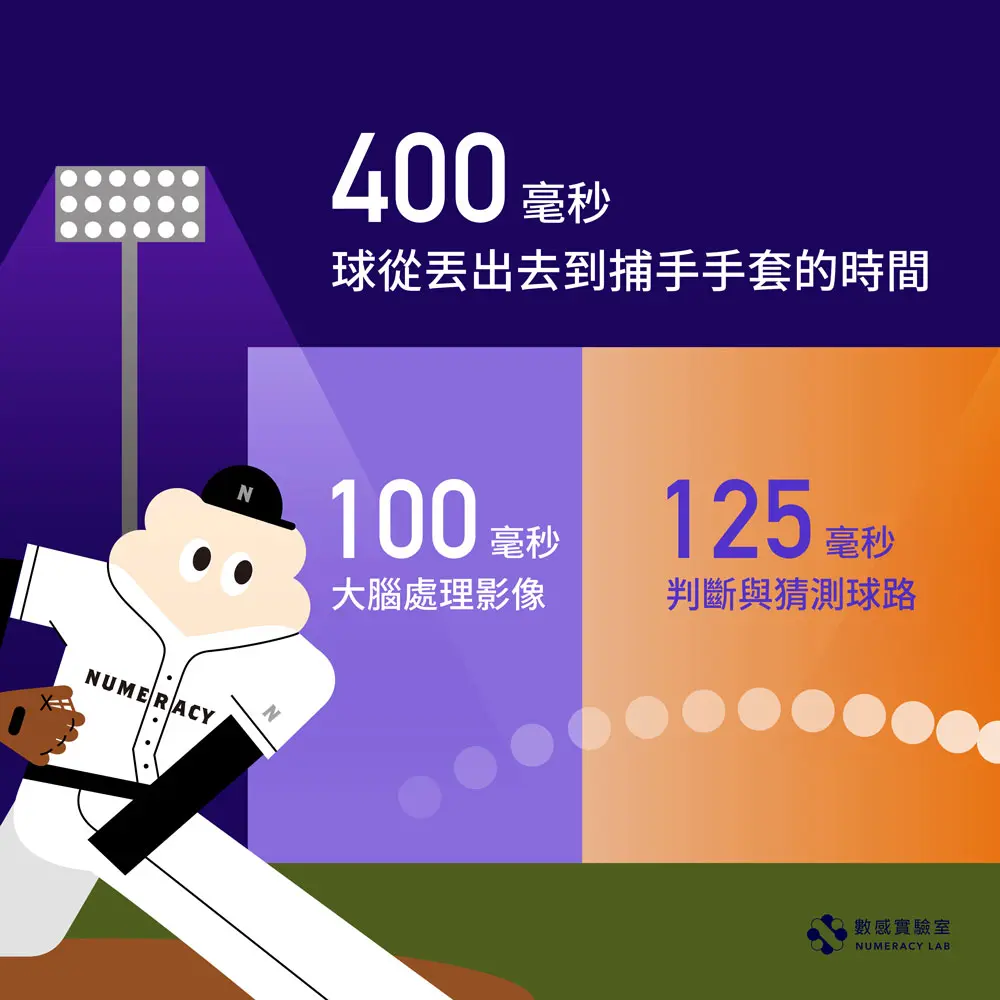 400 毫秒
球從丟出去到捕手手套的時間
100 毫秒
大腦處理影像
125 毫秒
判斷與猜測球路
N
NUMERACY
N
數感實驗室
NUMERACY LAB